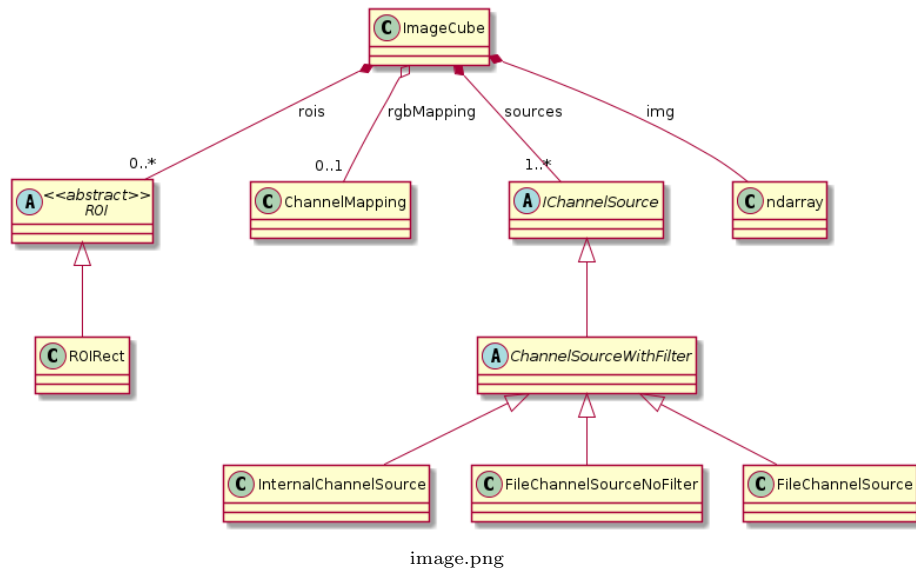 C ImageCube
rois
rgbMapping
sources
img
0..*
0..1
1..*
A <<abstract>>
ROI
C ChannelMapping
A IChannelSource
C ndarray
C ROIRect
A ChannelSourceWithFilter
C InternalChannelSource
C FileChannelSourceNoFilter
C FileChannelSource
image.png